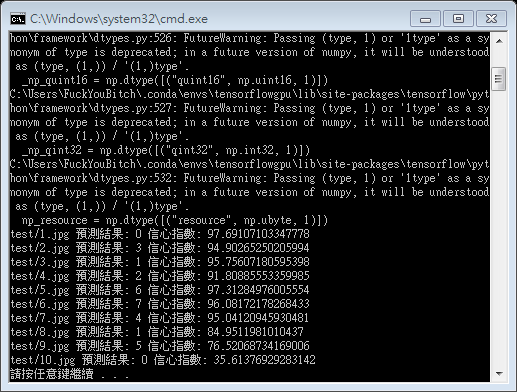 C:\Windows\system32\cmd.exe
hon\framework\dtypes.py:526: FutureWarning: Passing (type, 1) or '1type' as a sy
nonym of type is deprecated; in a future version of numpy, it will be understood
 as (type, (1,)) / '(1,)type'.
  _np_quint16 = np.dtype([("quint16", np.uint16, 1)])
C:\Users\FuckYouBitch\.conda\envs\tensorflowgpu\lib\site-packages\tensorflow\pyt
hon\framework\dtypes.py:527: FutureWarning: Passing (type, 1) or '1type' as a sy
nonym of type is deprecated; in a future version of numpy, it will be understood
 as (type, (1,)) / '(1,)type'.
  _np_qint32 = np.dtype([("qint32", np.int32, 1)])
C:\Users\FuckYouBitch\.conda\envs\tensorflowgpu\lib\site-packages\tensorflow\pyt
hon\framework\dtypes.py:532: FutureWarning: Passing (type, 1) or '1type' as a sy
nonym of type is deprecated; in a future version of numpy, it will be understood
 as (type, (1,)) / '(1,)type'.
  np_resource = np.dtype([("resource", np.ubyte, 1)])
test/1.jpg 預測結果: 0 信心指數: 97.69107103347778
test/2.jpg 預測結果: 3 信心指數: 94.90265250205994
test/3.jpg 預測結果: 1 信心指數: 95.75607180595398
test/4.jpg 預測結果: 2 信心指數: 91.80885553359985
test/5.jpg 預測結果: 6 信心指數: 97.31284976005554
test/6.jpg 預測結果: 7 信心指數: 96.08172178268433
test/7.jpg 預測結果: 4 信心指數: 95.04120945930481
test/8.jpg 預測結果: 1 信心指數: 84.9511981010437
test/9.jpg 預測結果: 5 信心指數: 76.52068734169006
test/10.jpg 預測結果: 0 信心指數: 35.61376929283142
請按任意鍵繼續 . . .